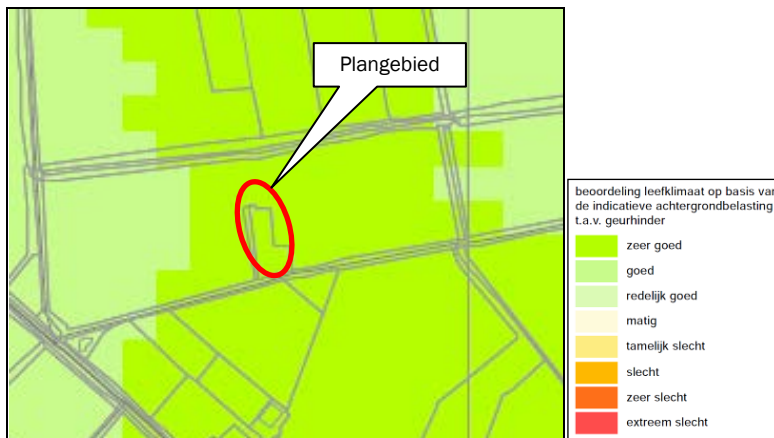 Plangebied
beoordeling leefklimaat op basis van
de indicatieve achtergrondbelasting
t.a.v. geurhinder
zeer goed
goed
redelijk goed
matig
tamelijk slecht
slecht
zeer slecht
extreem slecht